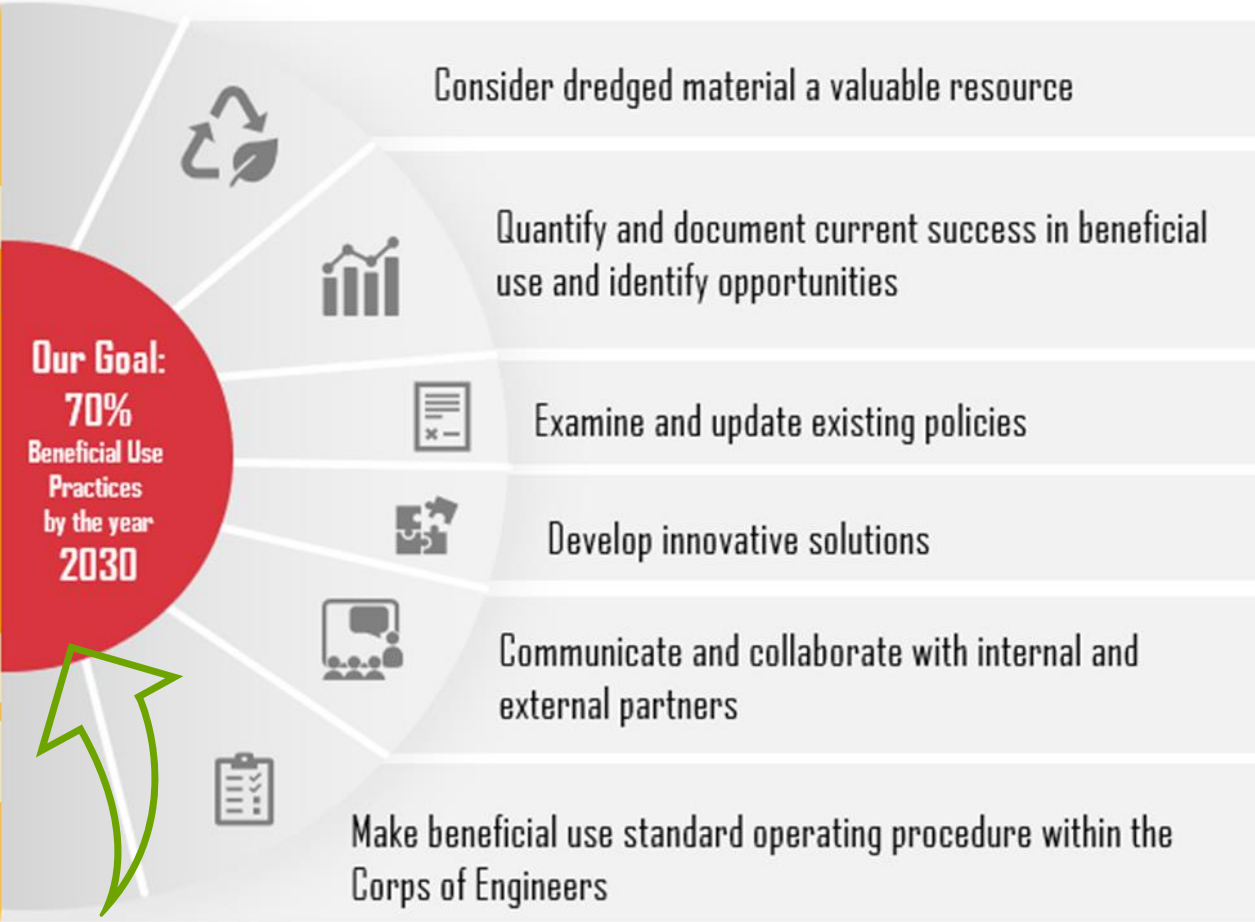 Consider dredged material a valuable resource
Quantify and document current success in beneficial
use and identify opportunities
Our Goal:
70%
Beneficial Use
Practices
by the year
2030
Examine and update existing policies
Develop innovative solutions
Communicate and collaborate with internal and
external partners
Make beneficial use standard operating procedure within the
Corps of Engineers